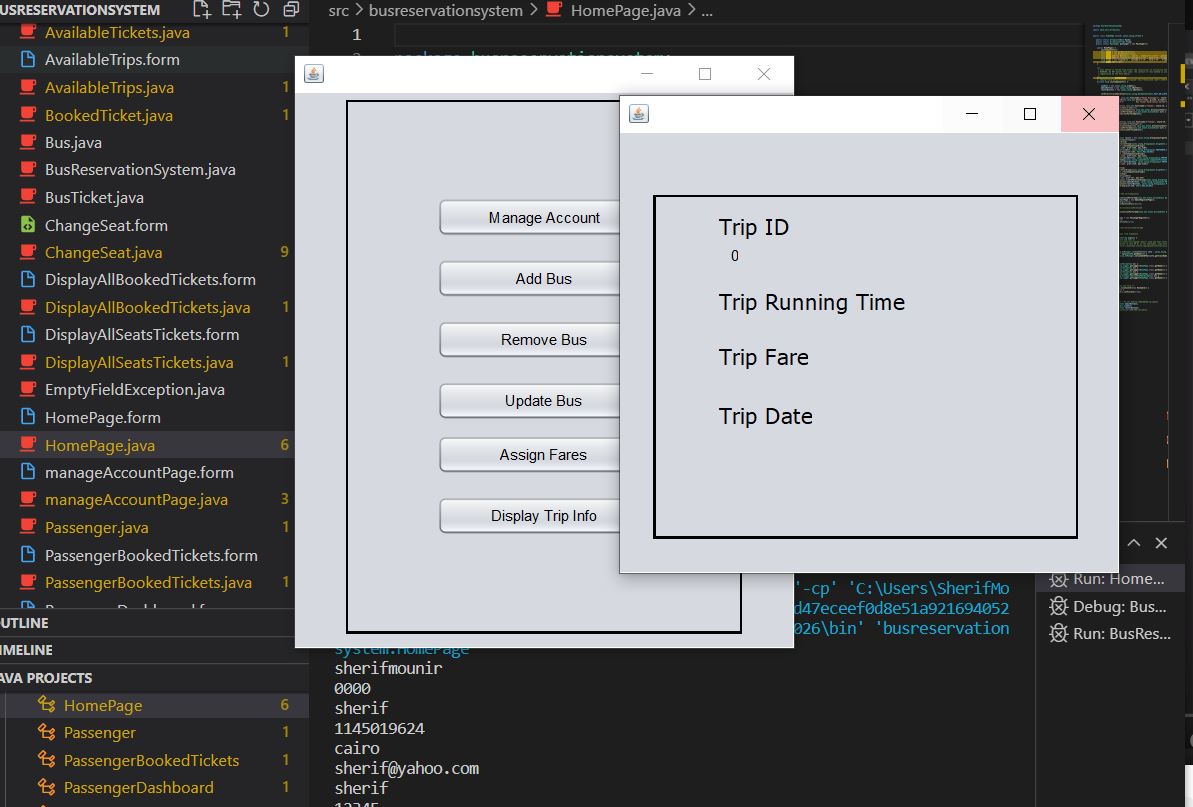 USRESERVATIONSYSTEM
AvailableTickets.java 1
AvailableTrips.form
AvailableTrips.java 1
BookedTicket.java 1
Bus.java
BusReservationSystem.java
BusTicket.java
ChangeSeat.form
ChangeSeat.java 9
DisplayAllBookedTickets.form
DisplayAllBookedTickets.java 1
DisplayAllSeatsTickets.form
DisplayAllSeatsTickets.java 1
EmptyFieldException.java
HomePage.form
HomePage.java 6
manageAccountPage.form
manageAccountPage.java 3
Passenger.java 1
PassengerBookedTickets.form
PassengerBookedTickets.java 1
UTLINE
IMELINE
AVA PROJECTS
HomePage 6
Passenger 1
PassengerBookedTickets 1
PassengerDashboard 1
src > busreservationsystem > HomePage.java > ...
1
Manage Account
Add Bus
Remove Bus
Update Bus
Assign Fares
Display Trip Info
Trip ID
0
Trip Running Time
Trip Fare
Trip Date
'-cp' 'C:\Users\SherifMo
d47eceef0d8e51a921694052
026\bin' 'busreservation
system.HomePage
sherifmounir
0000
sherif
1145019624
cairo
sherif@yahoo.com
sherif
12345
Run: Home...
Debug: Bus...
Run: BusRes...